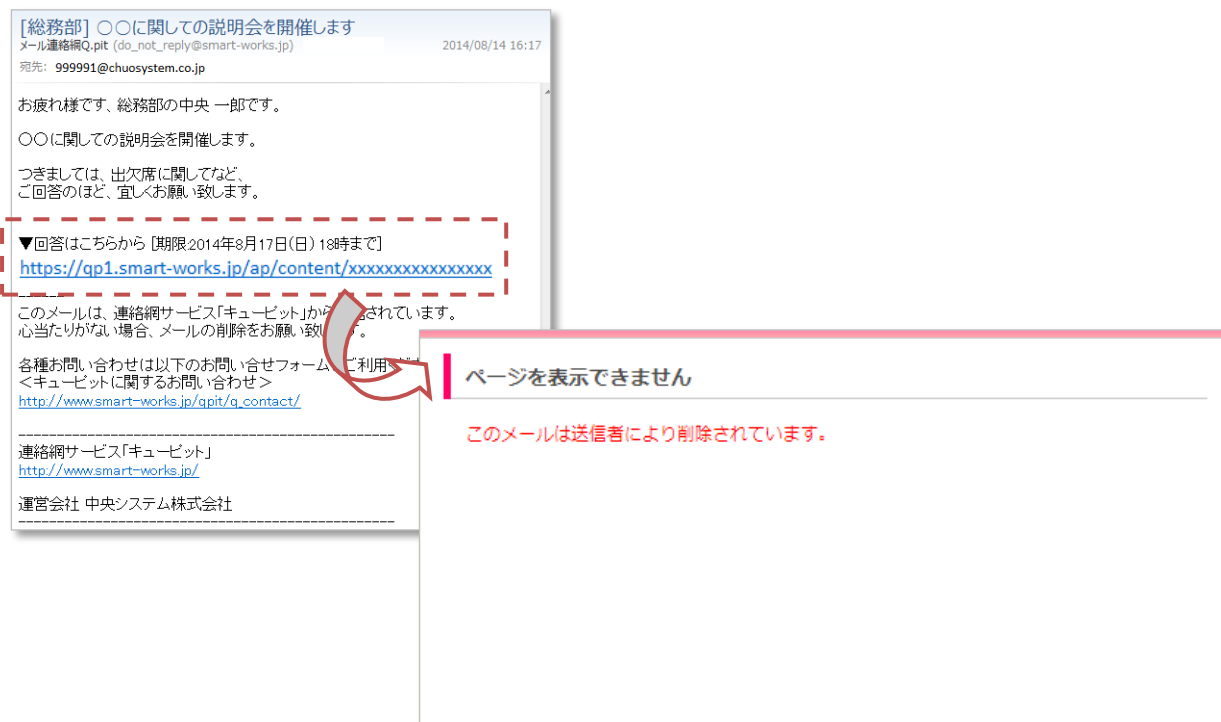 [総務部] 〇〇に関しての説明会を開催します
メール連絡網Q.pit (do_not_reply@smart-works.jp)
2014/08/14 16:17
宛先: 999991@chuosystem.co.jp
お疲れ様です、総務部の中央 一郎です。
〇〇に関しての説明会を開催します。
つきましては、出欠席に関してなど、
ご回答のほど、宜しくお願い致します。
▼回答はこちらから [期限:2014年8月17日(日) 18時まで]
https://qp1.smart-works.jp/ap/content/xxxxxxxxxxxxxxxx
------
このメールは、連絡網サービス「キュービット」から されています。
心当たりがない場合、メールの削除をお願い致 す。
各種お問い合わせは以下のお問い合せフォーム ご利用くださ
＜キュービットに関するお問い合わせ＞
http://www.smart-works.jp/qpit/q_contact/
--------------------------------------------------
連絡網サービス「キュービット」
http://www.smart-works.jp/
運営会社 中央システム株式会社
--------------------------------------------------
ページを表示できません
このメールは送信者により削除されています。